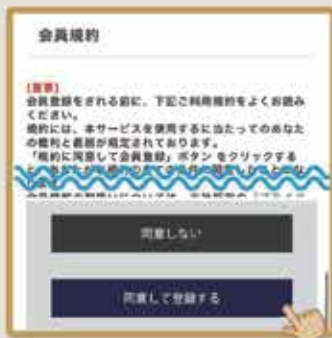 会員規約
[重要]
会員登録をされる前に、下記ご利用規約をよくお読み
ください。
規約には、本サービスを使用するに当たってのあなた
の権利と義務が規定されております。
「規約に同意して会員登録」ボタン をクリックする
同意しない
同意して登録する